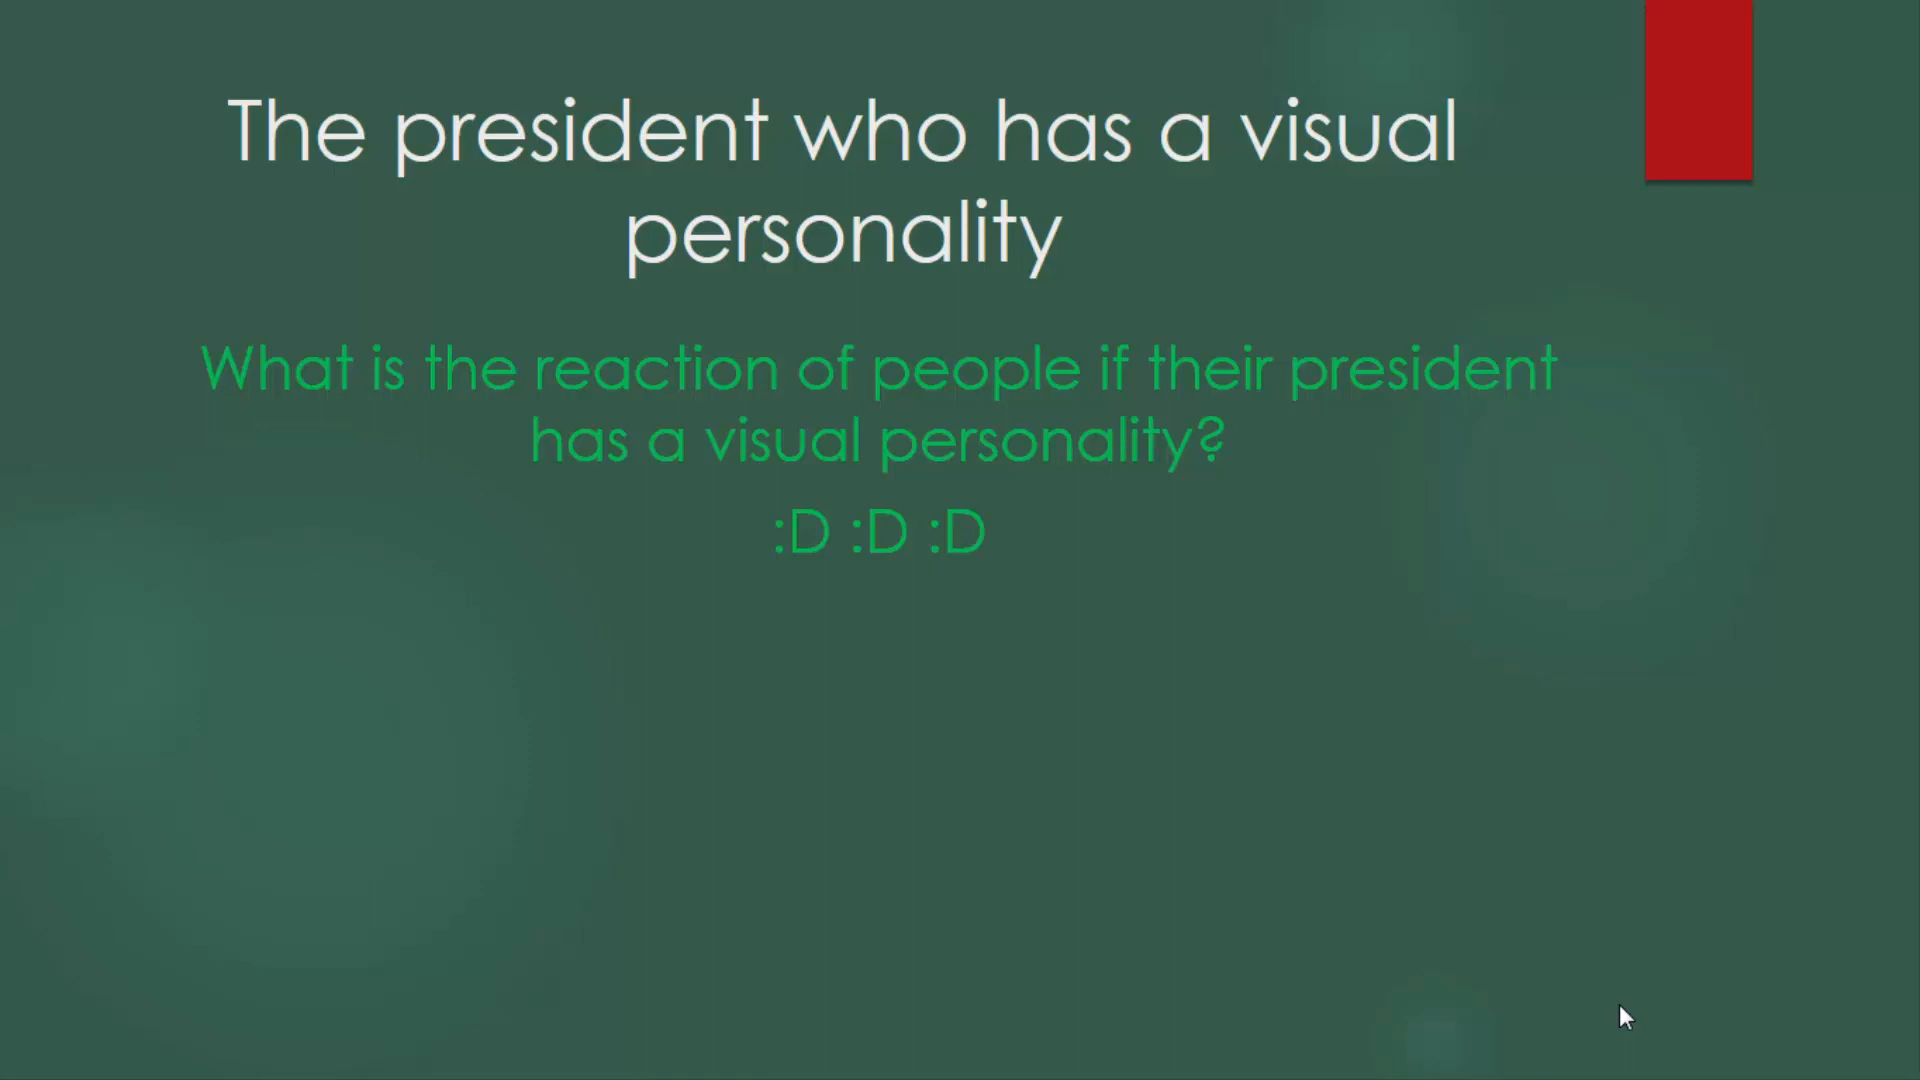 The president who has a visual
personality
What is the reaction of people if their president
has a visual personality?
:D :D :D